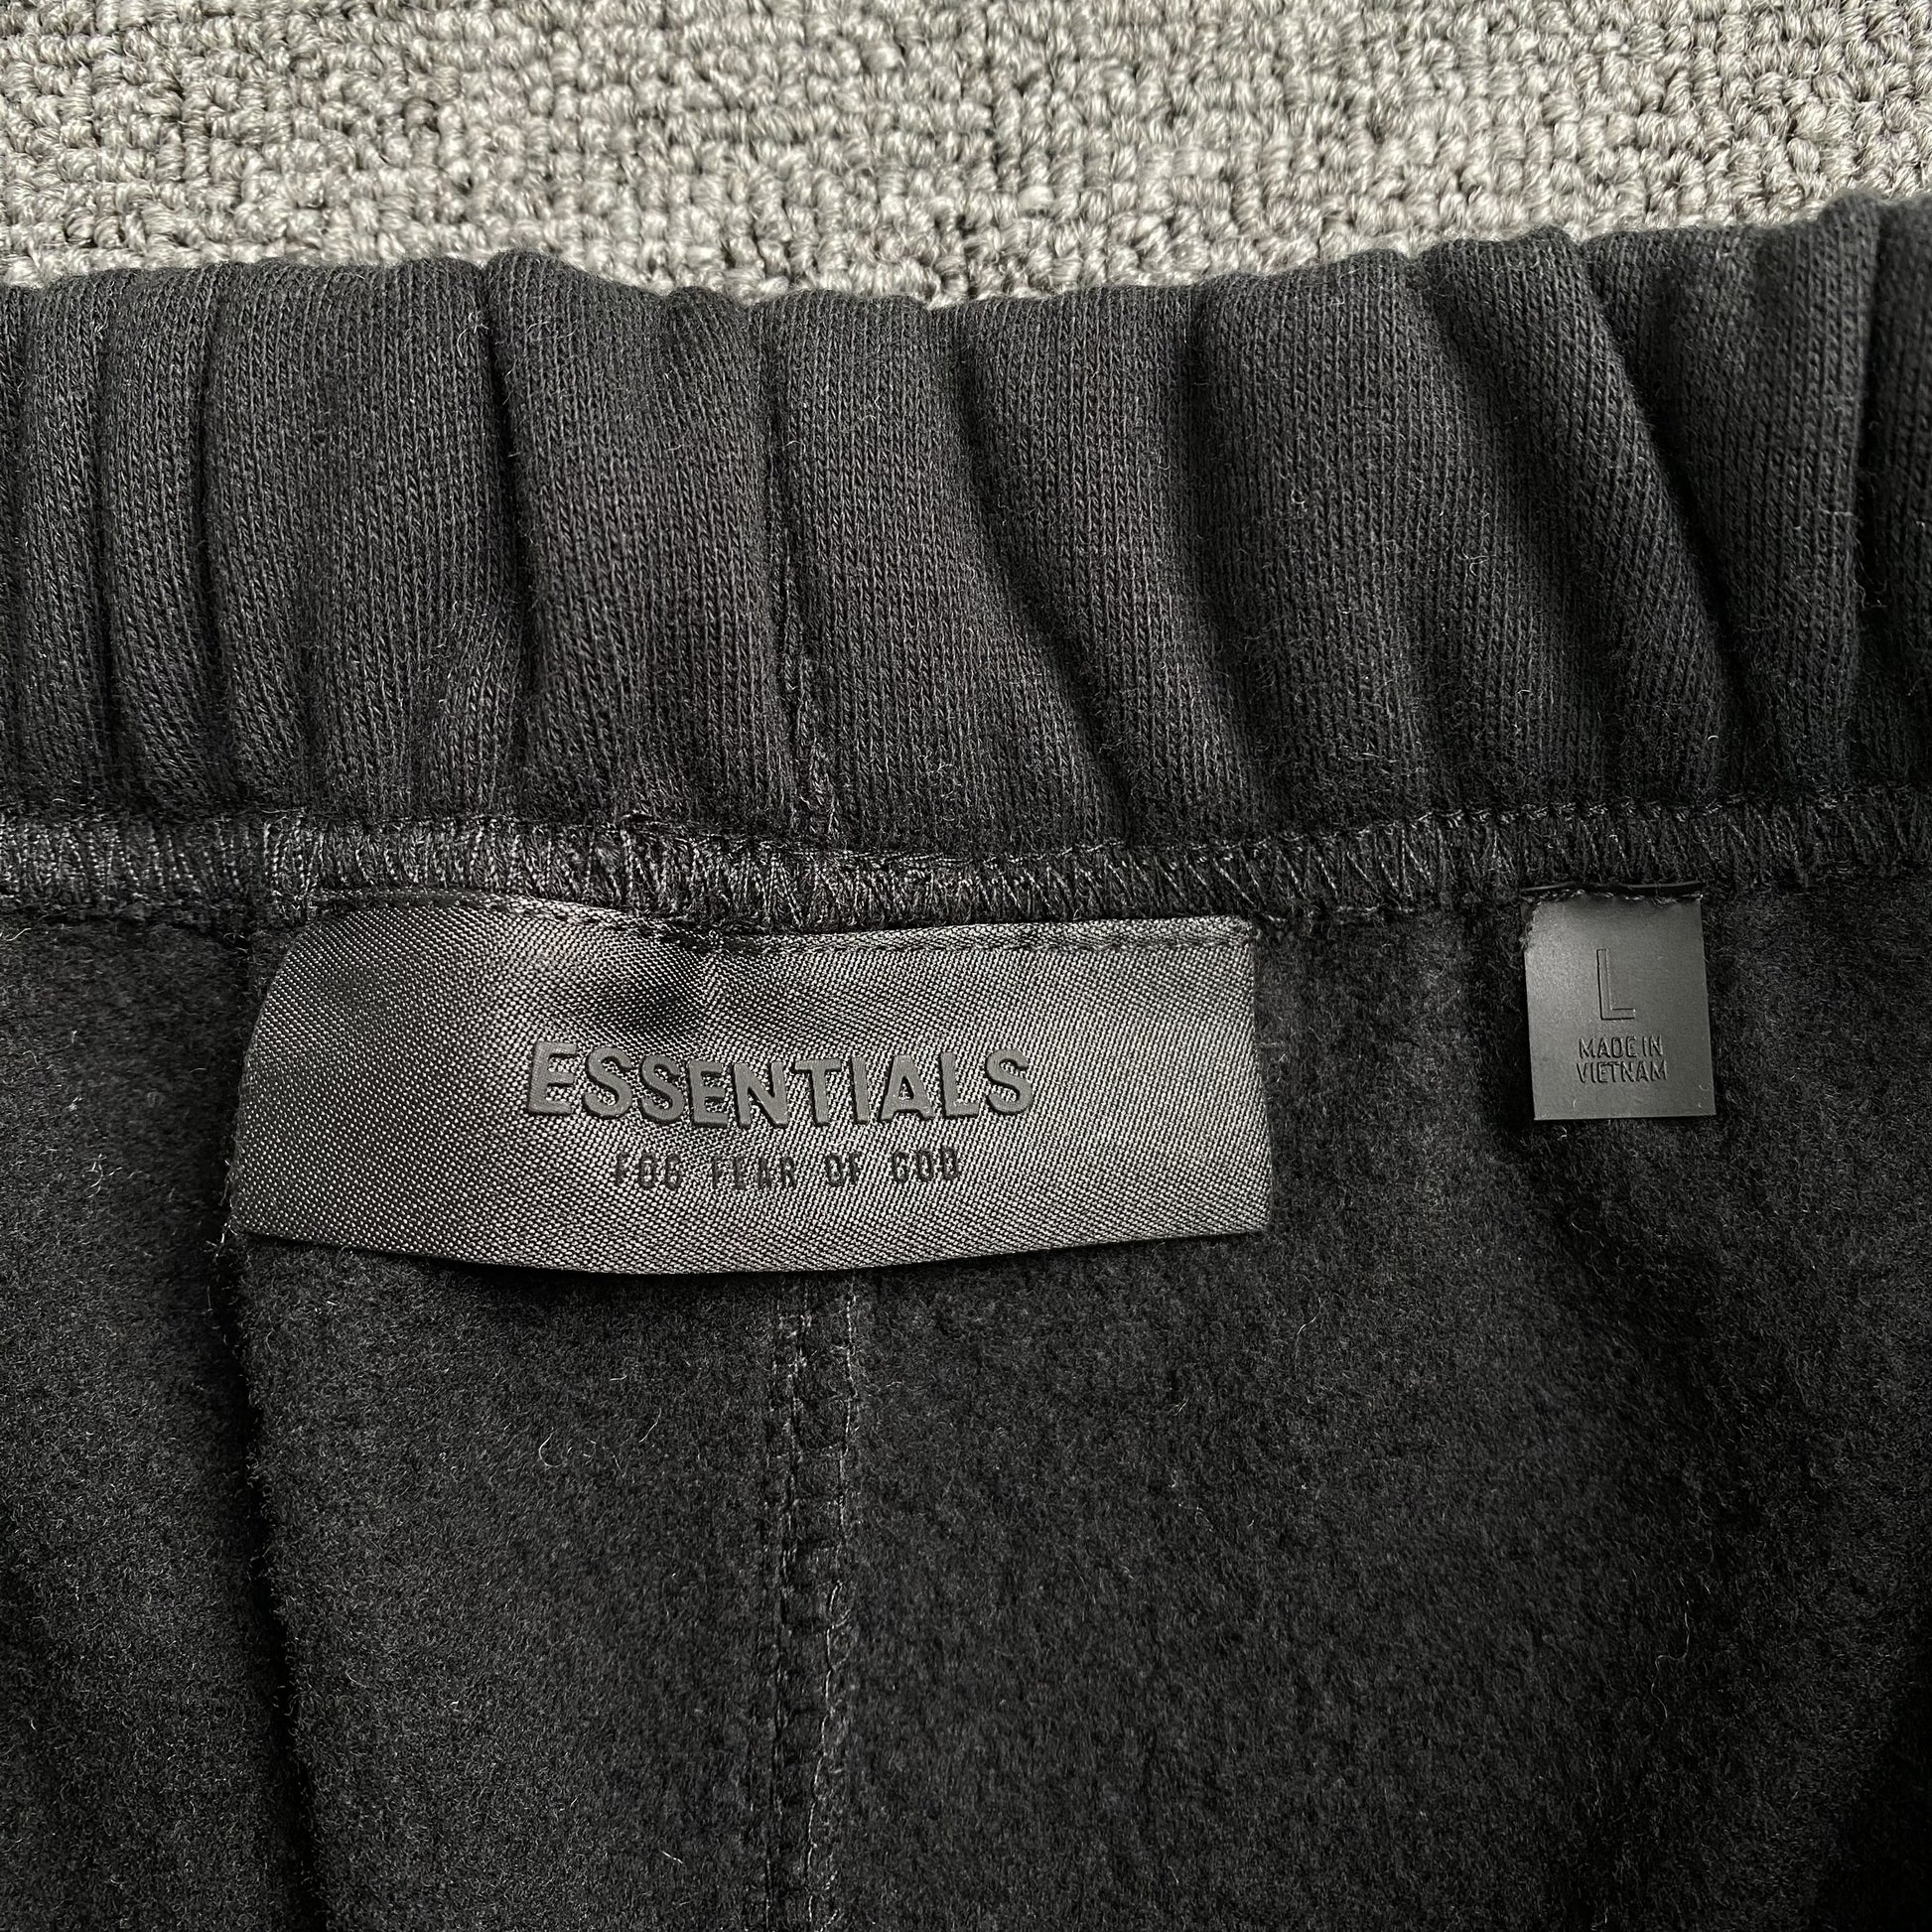 ESSENTIALS
FOG FEAR OF GOD
L
MADE IN
VIETNAM